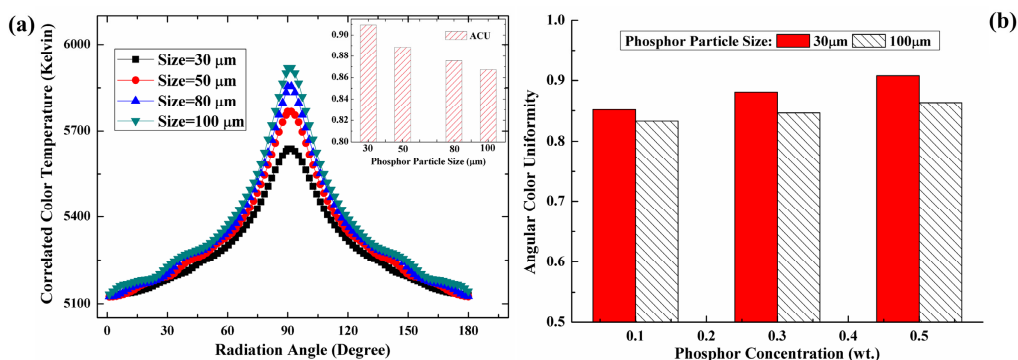 (a)
Correlated Color Temperature (Kelvin)
6000
5700
5400
5100
Size=30 μm
Size=50 μm
Size=80 μm
Size=100 μm
0.90
0.88
0.86
0.84
0.82
0.80
ACU
30
50
80
100
Phosphor Particle Size (μm)
0
30
60
90
120
150
180
Radiation Angle (Degree)
(b)
Angular Color Uniformity
1.0
0.9
0.8
0.7
0.6
0.5
Phosphor Particle Size: 30μm 100μm
0.1
0.2
0.3
0.4
0.5
Phosphor Concentration (wt.)